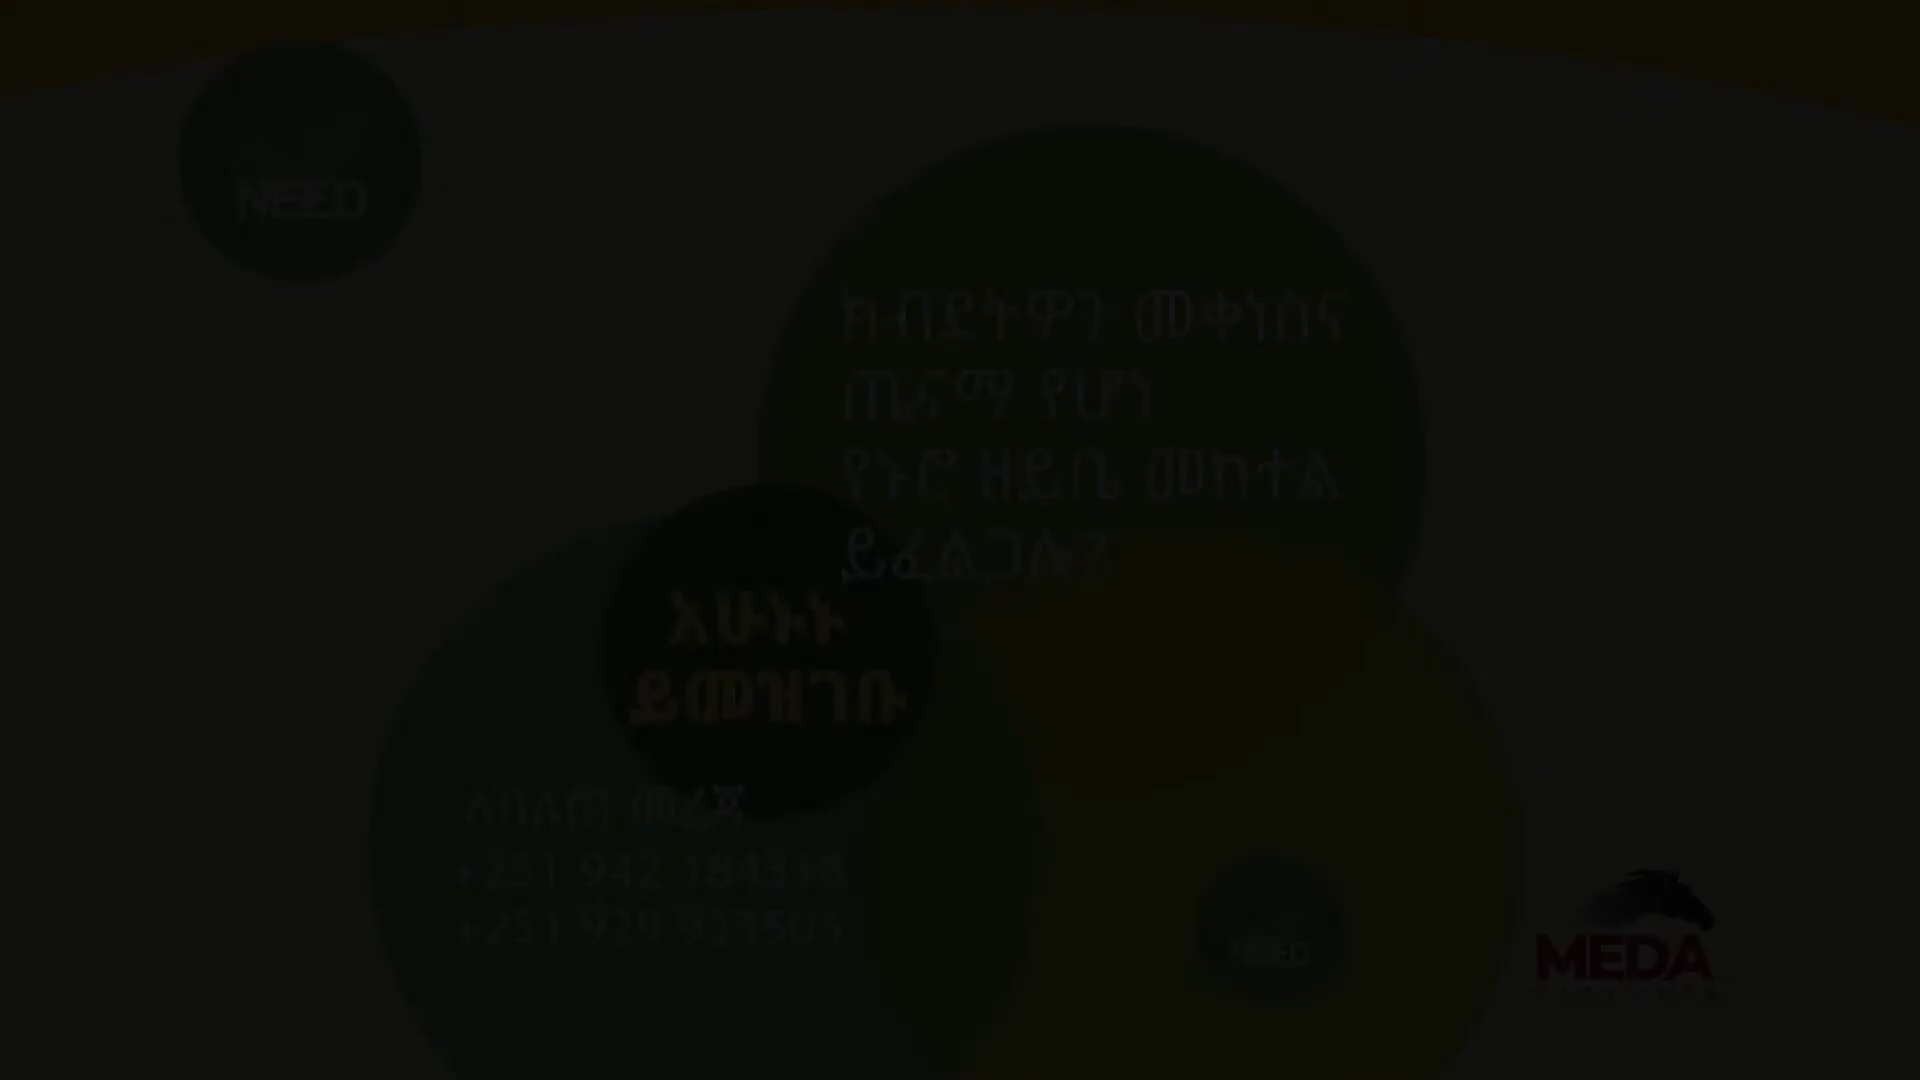 NEED
ክብደትዎን መቀነስና
ጤናማ የሆነ
የኑሮ ዘይቤ መከተል
ይፈልጋሉ?
አሁኑኑ
ይመዝገቡ
ለበለጠ መረጃ
+251 942
+251 929 923505
NEED
MEDA